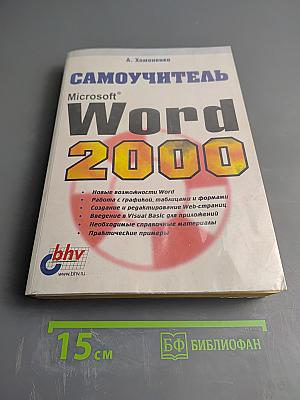 А. Хомоненко
САМОУЧИТЕЛЬ
Microsoft®
Word
2000
• Новые возможности Word
• Работа с графикой, таблицами и формами
• Создание и редактирование Web-страниц
• Введение в Visual Basic для приложений
• Необходимые справочные материалы
• Практические примеры
bhv
www.bhv.ru
15 см
БФ БИБЛИОФАН